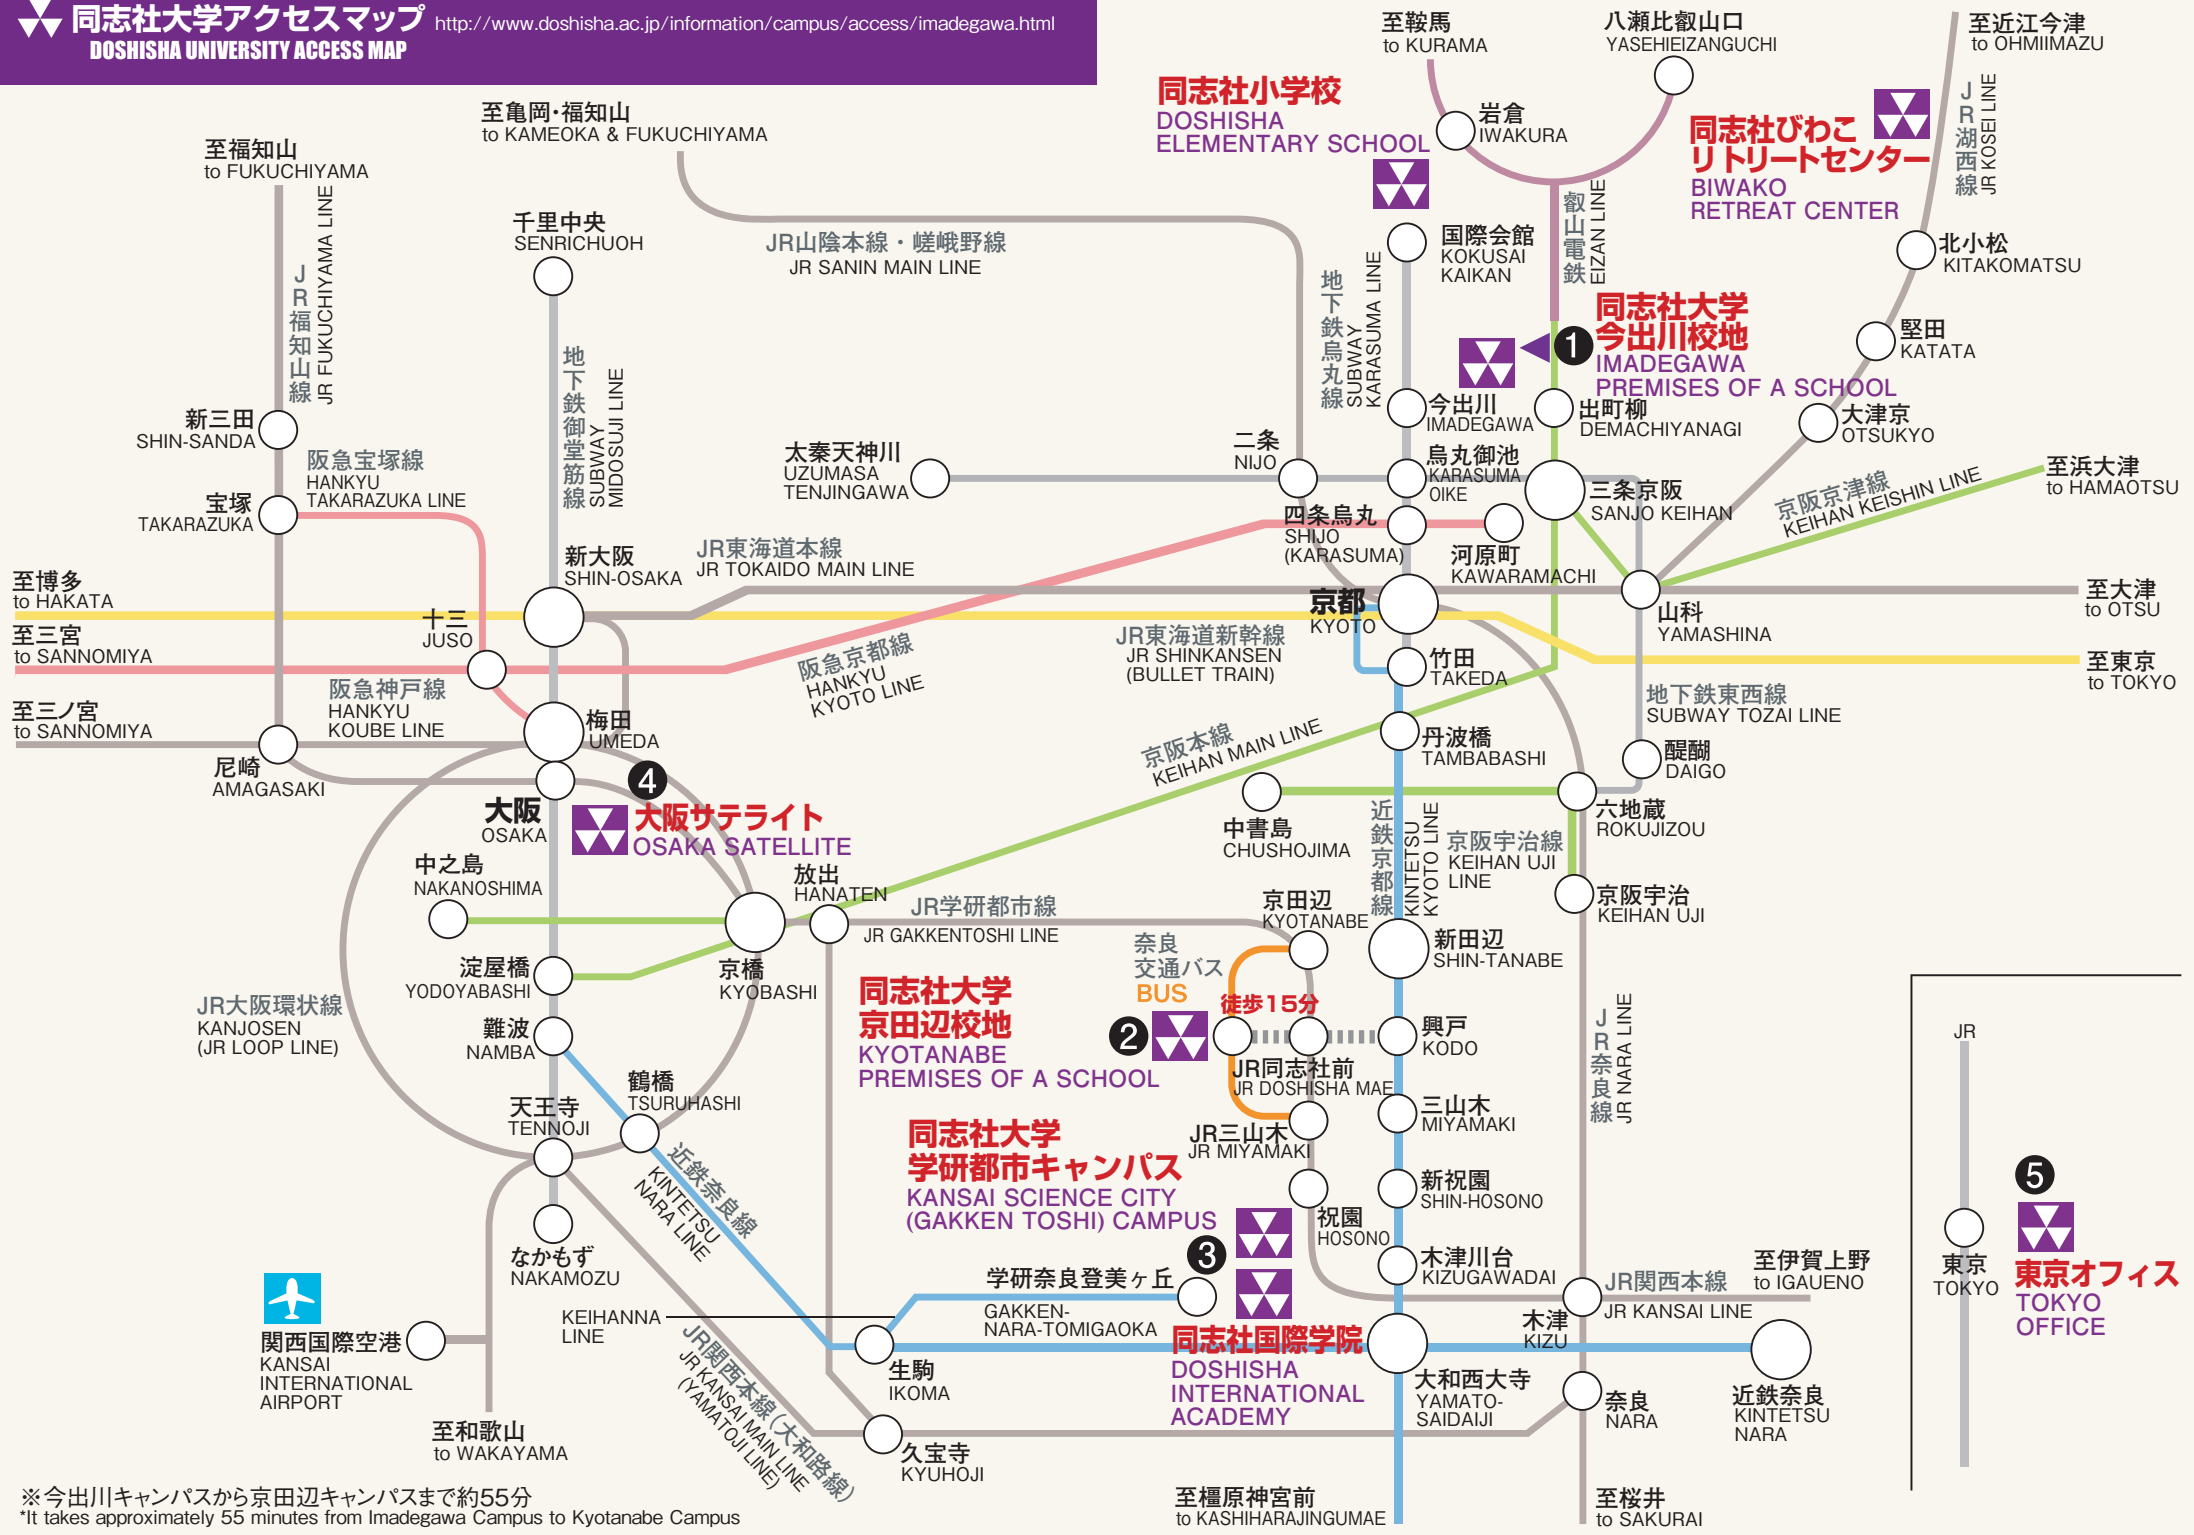 同志社大学アクセスマップ http://www.doshisha.ac.jp/information/campus/access/imadegawa.html
DOSHISHA UNIVERSITY ACCESS MAP
至鞍馬
to KURAMA
八瀬比叡山口
YASEHIEIZANGUCHI
至近江今津
to OHMIIMAZU
同志社小学校
DOSHISHA
ELEMENTARY SCHOOL
岩倉
IWAKURA
同志社びわこ
リトリートセンター
BIWAKO
RETREAT CENTER
JR湖西線
JR KOSEI LINE
至亀岡・福知山
to KAMEOKA & FUKUCHIYAMA
至福知山
to FUKUCHIYAMA
JR福知山線
JR FUKUCHIYAMA LINE
千里中央
SENRICHUOH
JR山陰本線・嵯峨野線
JR SANIN MAIN LINE
国際会館
KOKUSAI
KAIKAN
地下鉄烏丸線
SUBWAY
KARASUMA LINE
叡山電鉄
EIZAN LINE
北小松
KITAKOMATSU
1
同志社大学
今出川校地
IMADEGAWA
PREMISES OF A SCHOOL
堅田
KATATA
地下鉄御堂筋線
SUBWAY
MIDOSUJI LINE
新三田
SHIN-SANDA
今出川
IMADEGAWA
出町柳
DEMACHIYANAGI
大津京
OTSUKYO
阪急宝塚線
HANKYU
TAKARAZUKA LINE
太秦天神川
UZUMASA
TENJINGAWA
二条
NIJO
烏丸御池
KARASUMA
OIKE
三条京阪
SANJO KEIHAN
京阪京津線
KEIHAN KEISHIN LINE
至浜大津
to HAMAOTSU
宝塚
TAKARAZUKA
四条烏丸
SHIJO
(KARASUMA)
河原町
KAWARAMACHI
新大阪
SHIN-OSAKA
JR東海道本線
JR TOKAIDO MAIN LINE
至博多
to HAKATA
京都
KYOTO
山科
YAMASHINA
至大津
to OTSU
十三
JUSO
至三宮
to SANNOMIYA
阪急京都線
HANKYU
KYOTO LINE
JR東海道新幹線
JR SHINKANSEN
(BULLET TRAIN)
竹田
TAKEDA
至東京
to TOKYO
阪急神戸線
HANKYU
KOUBE LINE
至三ノ宮
to SANNOMIYA
梅田
UMEDA
地下鉄東西線
SUBWAY TOZAI LINE
京阪本線
KEIHAN MAIN LINE
丹波橋
TAMBABASHI
醍醐
DAIGO
尼崎
AMAGASAKI
4
大阪
OSAKA
大阪サテライト
OSAKA SATELLITE
中書島
CHUSHOJIMA
近鉄京都線
KINTETSU
KYOTO LINE
六地蔵
ROKUJIZOU
京阪宇治線
KEIHAN UJI
LINE
中之島
NAKANOSHIMA
放出
HANATEN
京阪宇治
KEIHAN UJI
JR学研都市線
JR GAKKENTOSHI LINE
京田辺
KYOTANABE
新田辺
SHIN-TANABE
淀屋橋
YODOYABASHI
京橋
KYOBASHI
奈良
交通バス
BUS
同志社大学
京田辺校地
KYOTANABE
PREMISES OF A SCHOOL
2
徒歩15分
JR大阪環状線
KANJOSEN
(JR LOOP LINE)
難波
NAMBA
興戸
KODO
JR同志社前
JR DOSHISHA MAE
JR奈良線
JR NARA LINE
JR
鶴橋
TSURUHASHI
天王寺
TENNOJI
三山木
MIYAMAKI
JR三山木
JR MIYAMAKI
近鉄奈良線
KINTETSU
NARA LINE
同志社大学
学研都市キャンパス
KANSAI SCIENCE CITY
(GAKKEN TOSHI) CAMPUS
新祝園
SHIN-HOSONO
祝園
HOSONO
5
なかもず
NAKAMOZU
3
学研奈良登美ヶ丘
GAKKEN-
NARA-TOMIGAOKA
木津川台
KIZUGAWADAI
JR関西本線
JR KANSAI LINE
至伊賀上野
to IGAUENO
東京
TOKYO
東京オフィス
TOKYO
OFFICE
KEIHANNA
LINE
木津
KIZU
関西国際空港
KANSAI
INTERNATIONAL
AIRPORT
同志社国際学院
DOSHISHA
INTERNATIONAL
ACADEMY
生駒
IKOMA
大和西大寺
YAMATO-
SAIDAIJI
奈良
NARA
近鉄奈良
KINTETSU
NARA
JR関西本線(大和路線)
JR KANSAI MAIN LINE
(YAMATOJI LINE)
至和歌山
to WAKAYAMA
久宝寺
KYUHOJI
至橿原神宮前
to KASHIHARAJINGUMAE
至桜井
to SAKURAI
※今出川キャンパスから京田辺キャンパスまで約55分
*It takes approximately 55 minutes from Imadegawa Campus to Kyotanabe Campus